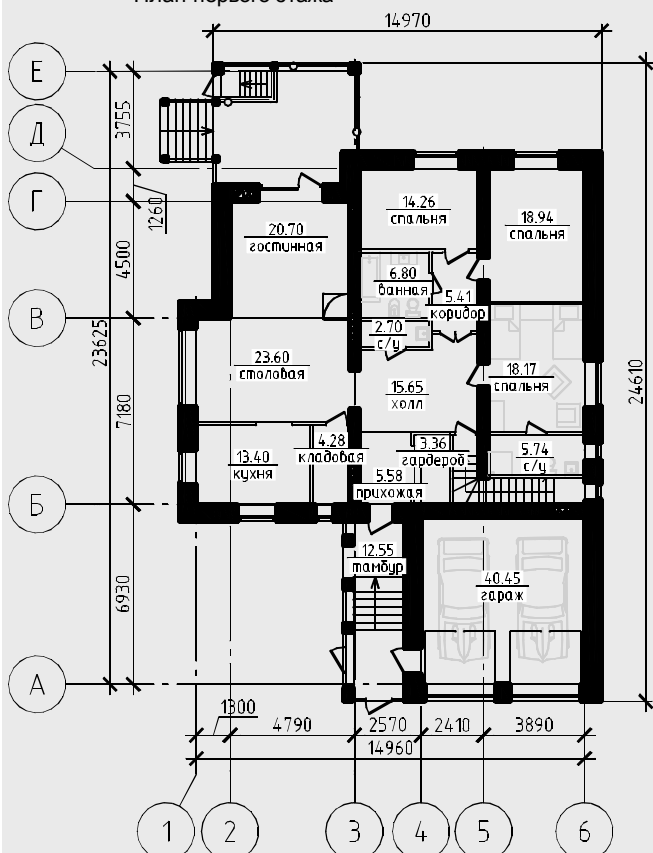 План первого этажа
14970
Е
Д
Г
В
Б
А
3755
1260
4500
7180
6930
23625
24610
14.26
спальня
18.94
спальня
20.70
гостинная
6.80
ванная
5.41
коридор
2.70
с/у
23.60
столовая
18.17
спальня
15.65
холл
4.28
кладовая
3.36
гардероб
5.74
с/у
13.40
кухня
5.58
прихожая
12.55
тамбур
40.45
гараж
1300
4790
2570
2410
3890
14960
1
2
3
4
5
6